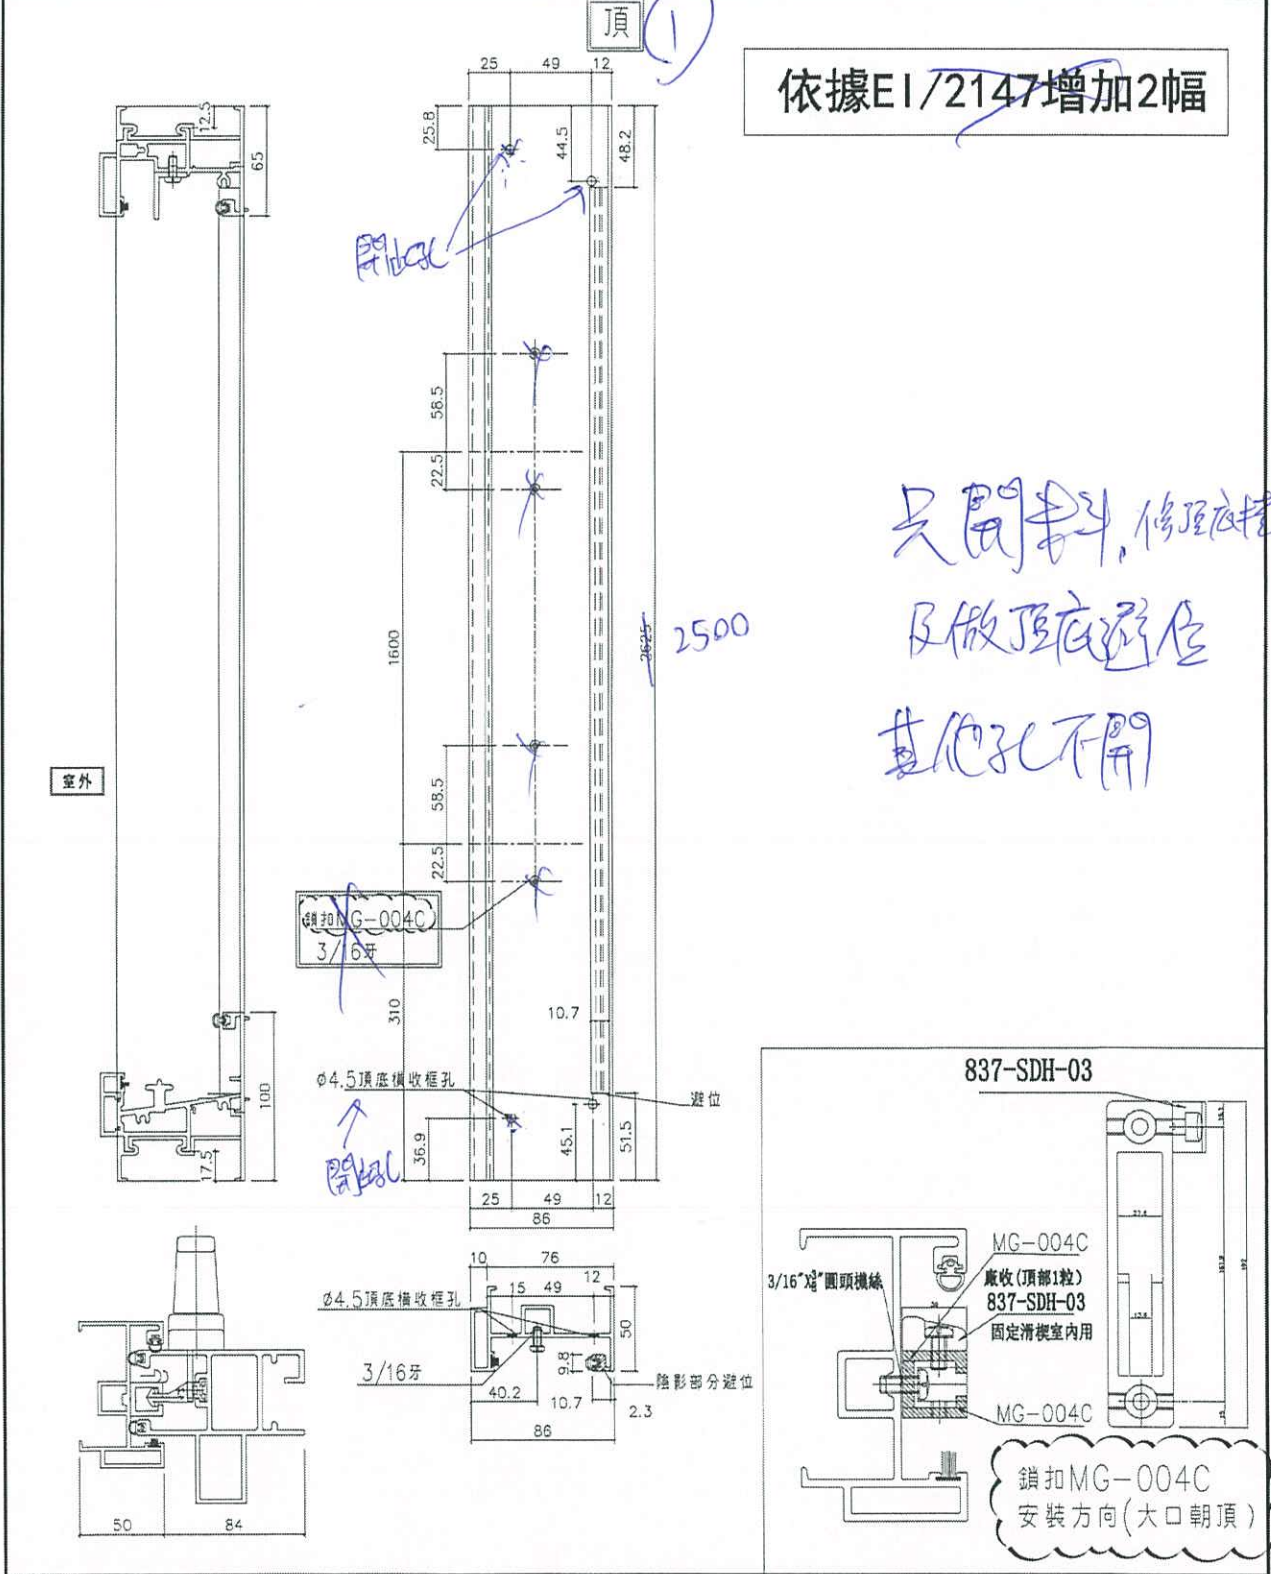 頂
①
依據EI/2147增加2幅
25
49
12
12.5
65
25.8
44.5
48.2
開此孔
58.5
22.5
1600
2625
2500
只開料,修頂底樘
及做頂底避位
其他孔不開
室外
58.5
22.5
鎖扣MG-004C
3/16牙
310
10.7
ø4.5頂底橫收框孔
避位
開此孔
36.9
45.1
51.5
100
17.5
25
49
12
86
10
76
12
15
49
ø4.5頂底橫收框孔
50
3/16牙
9.8
40.2
10.7
陰影部分避位
2.3
86
50
84
837-SDH-03
MG-004C
3/16"X圓頭機絲
廠收(頂部1粒)
837-SDH-03
固定滑楔室內用
MG-004C
鎖扣MG-004C
安裝方向(大口朝頂)